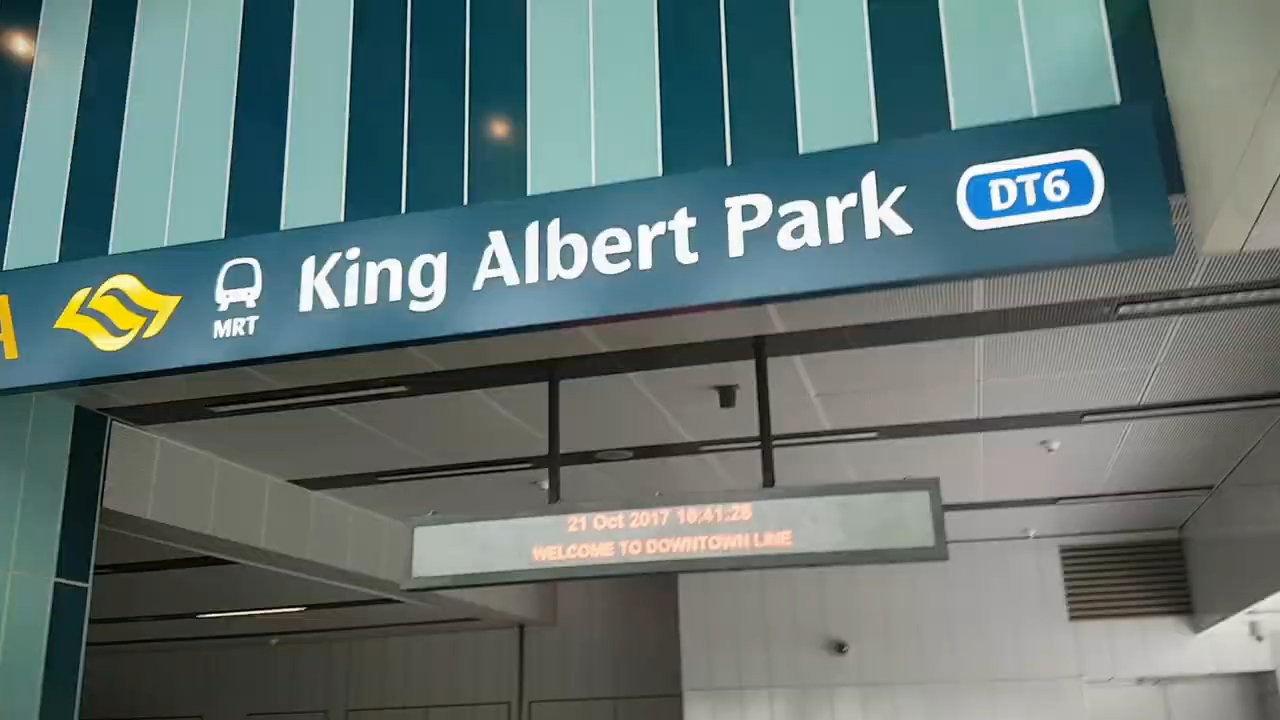 A
MRT
King Albert Park
DT6
21 Oct 2017 16:41:28
WELCOME TO DOWNTOWN LINE